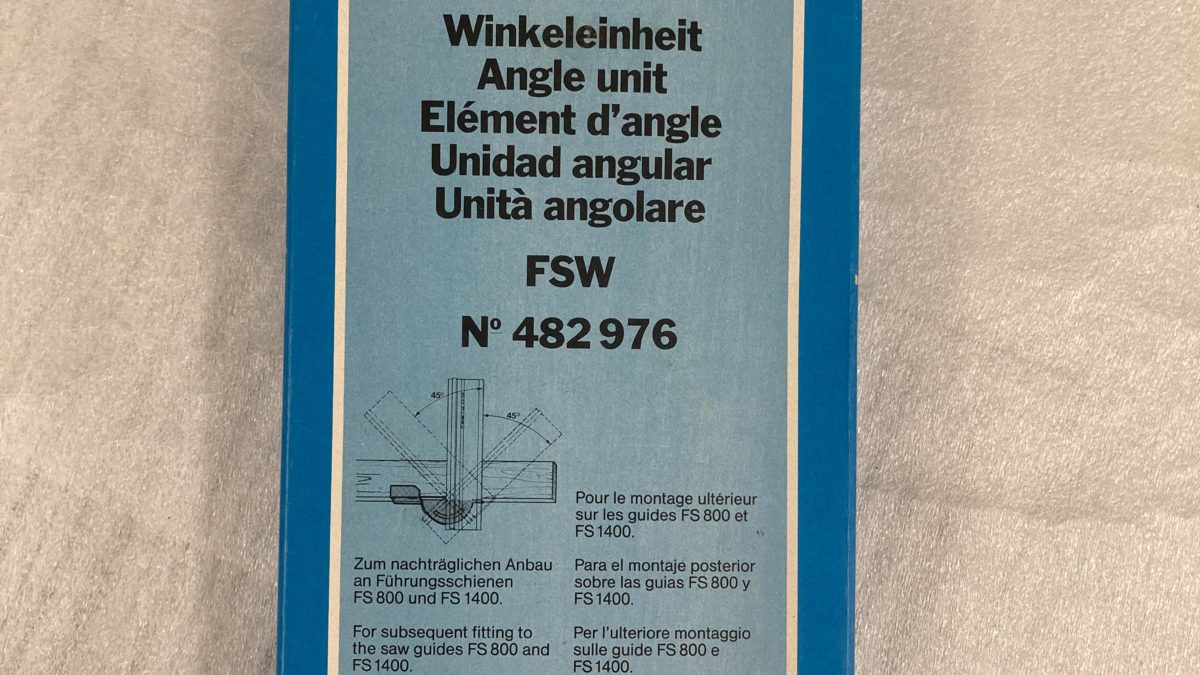 Winkeleinheit
Angle unit
Elément d'angle
Unidad angular
Unità angolare
FSW
Nº 482 976
45º
45º
Zum nachträglichen Anbau
an Führungsschienen
FS 800 und FS 1400.
For subsequent fitting to
the saw guides FS 800 and
FS 1400.
Pour le montage ultérieur
sur les guides FS 800 et
FS 1400.
Para el montaje posterior
sobre las guias FS 800 y
FS 1400.
Per l'ulteriore montaggio
sulle guide FS 800 e
FS 1400.